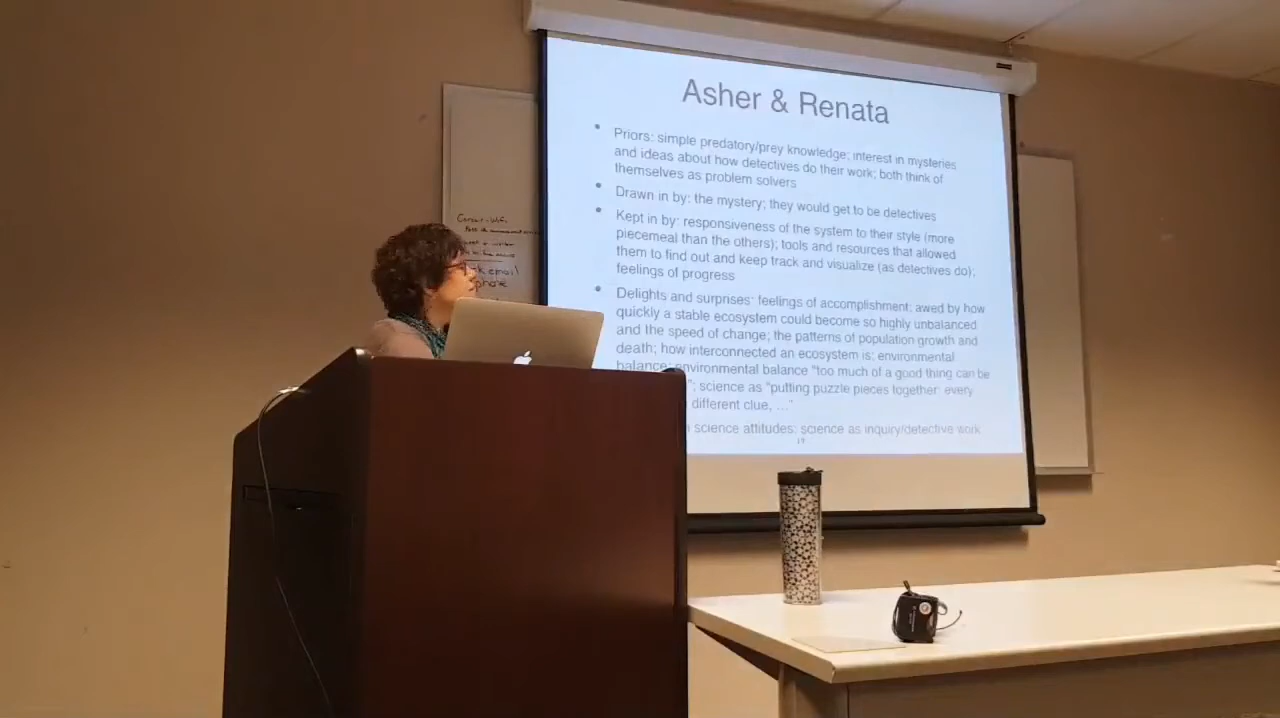 Asher & Renata
• Priors: simple predatory/prey knowledge; interest in mysteries
and ideas about how detectives do their work; both think of
themselves as problem solvers
• Drawn in by: the mystery; they would get to be detectives
• Kept in by: responsiveness of the system to their style (more
piecemeal than the others); tools and resources that allowed
them to find out and keep track and visualize (as detectives do);
feelings of progress
• Delights and surprises: feelings of accomplishment; awed by how
quickly a stable ecosystem could become so highly unbalanced
and the speed of change; the patterns of population growth and
death; how interconnected an ecosystem is; environmental
balance; environmental balance "too much of a good thing can be
"; science as "putting puzzle pieces together: every
different clue, ..."
science attitudes: science as inquiry/detective work
17
email
phone